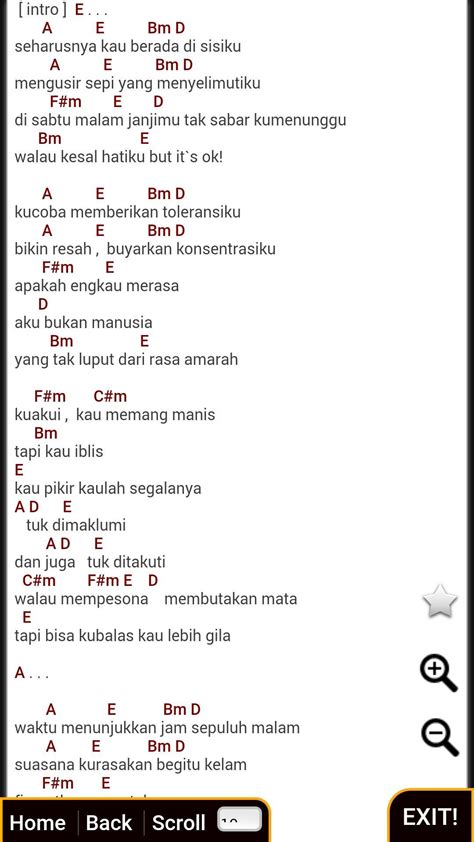 [ intro ] E . . .
A E Bm D
seharusnya kau berada di sisiku
A E Bm D
mengusir sepi yang menyelimutiku
F#m E D
di sabtu malam janjimu tak sabar kumenunggu
Bm E
walau kesal hatiku but it`s ok!
A E Bm D
kucoba memberikan toleransiku
A E Bm D
bikin resah , buyarkan konsentrasiku
F#m E
apakah engkau merasa
D
aku bukan manusia
Bm E
yang tak luput dari rasa amarah
F#m C#m
kuakui , kau memang manis
Bm
tapi kau iblis
E
kau pikir kaulah segalanya
A D E
tuk dimaklumi
A D E
dan juga tuk ditakuti
C#m F#m E D
walau mempesona membutakan mata
E
tapi bisa kubalas kau lebih gila
A . . .
A E Bm D
waktu menunjukkan jam sepuluh malam
A E Bm D
suasana kurasakan begitu kelam
F#m E
Home Back Scroll
EXIT!